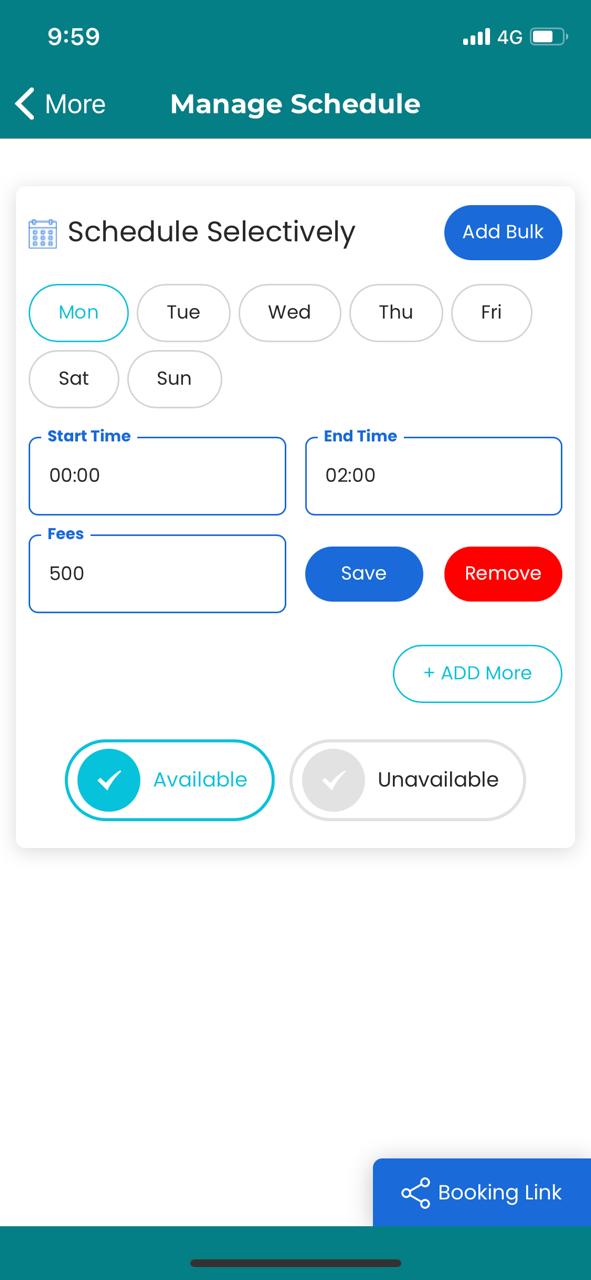 9:59 4G
More Manage Schedule
Schedule Selectively Add Bulk
Mon Tue Wed Thu Fri
Sat Sun
Start Time End Time
00:00 02:00
Fees
500 Save Remove
+ ADD More
Available Unavailable
Booking Link